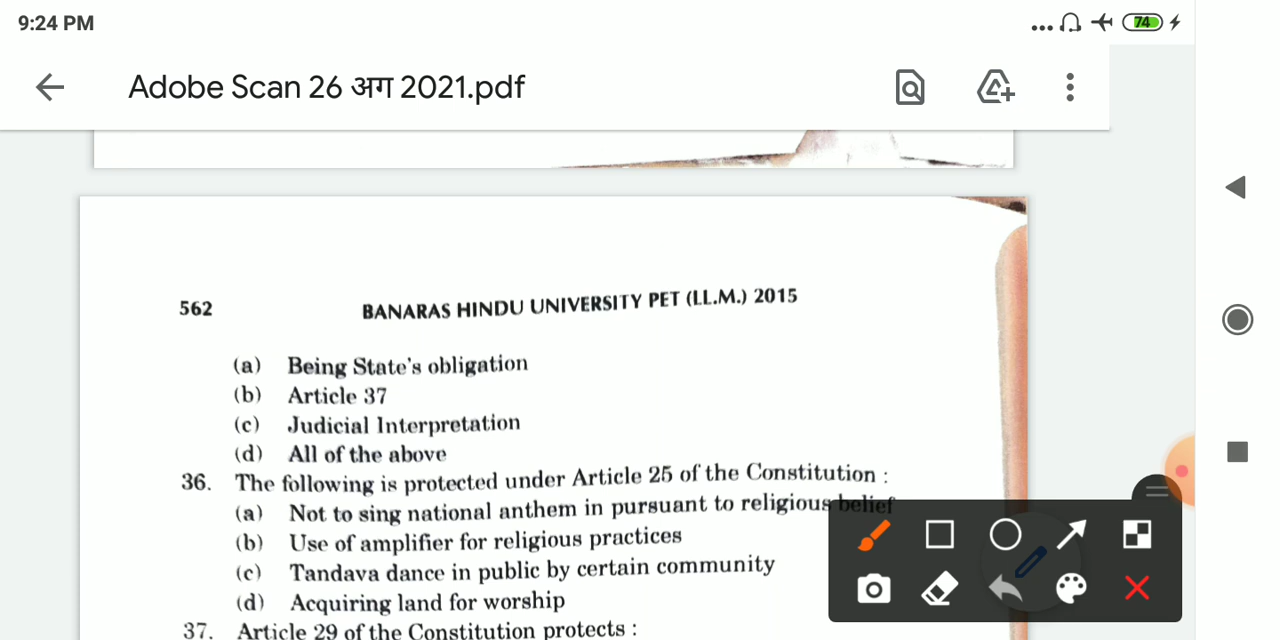 9:24 PM
74
Adobe Scan 26 अग 2021.pdf
562
BANARAS HINDU UNIVERSITY PET (LL.M.) 2015
(a) Being State's obligation
(b) Article 37
(c) Judicial Interpretation
(d) All of the above
36. The following is protected under Article 25 of the Constitution :
(a) Not to sing national anthem in pursuant to religious belief
(b) Use of amplifier for religious practices
(c) Tandava dance in public by certain community
(d) Acquiring land for worship
37. Article 29 of the Constitution protects :